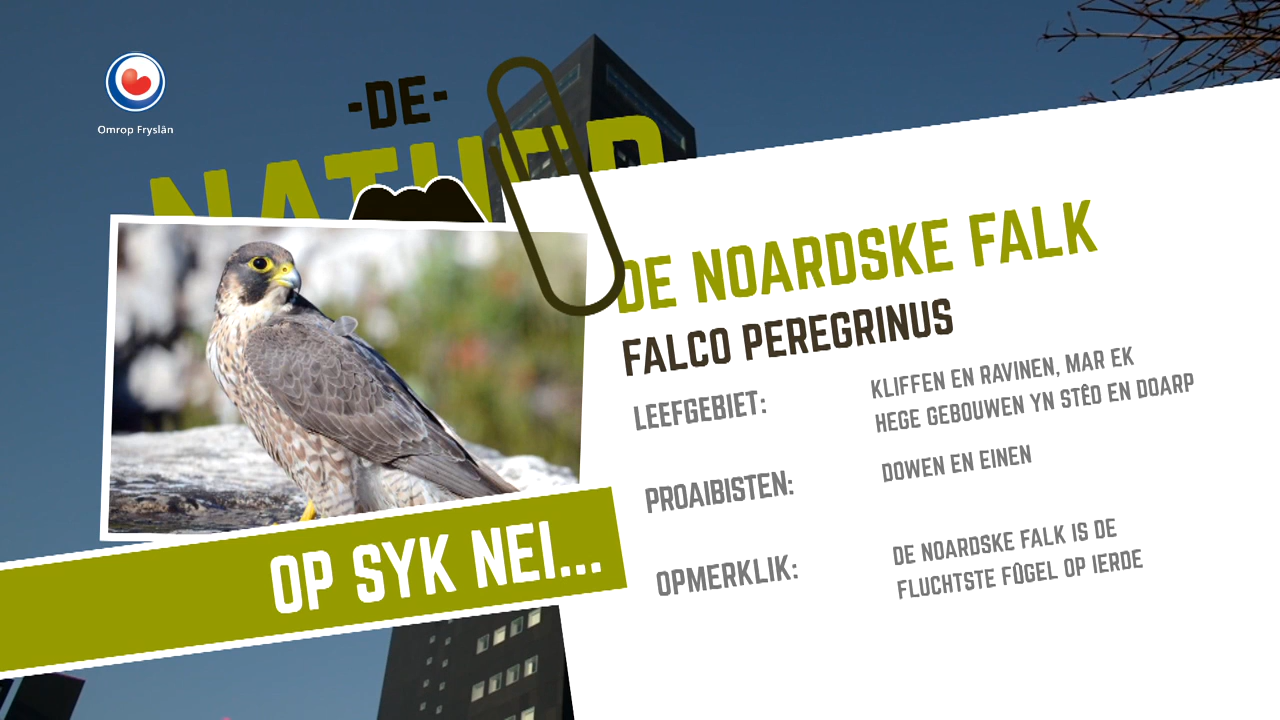 Omrop Fryslân
-DE-
OP SYK NEI...
DE NOARDSKE FALK
FALCO PEREGRINUS
LEEFGEBIET:
KLIFFEN EN RAVINEN, MAR EK
HEGE GEBOUWEN YN STÊD EN DOARP
PROAIBISTEN:
DOWEN EN EINEN
OPMERKLIK:
DE NOARDSKE FALK IS DE
FLUCHTSTE FÛGEL OP IERDE